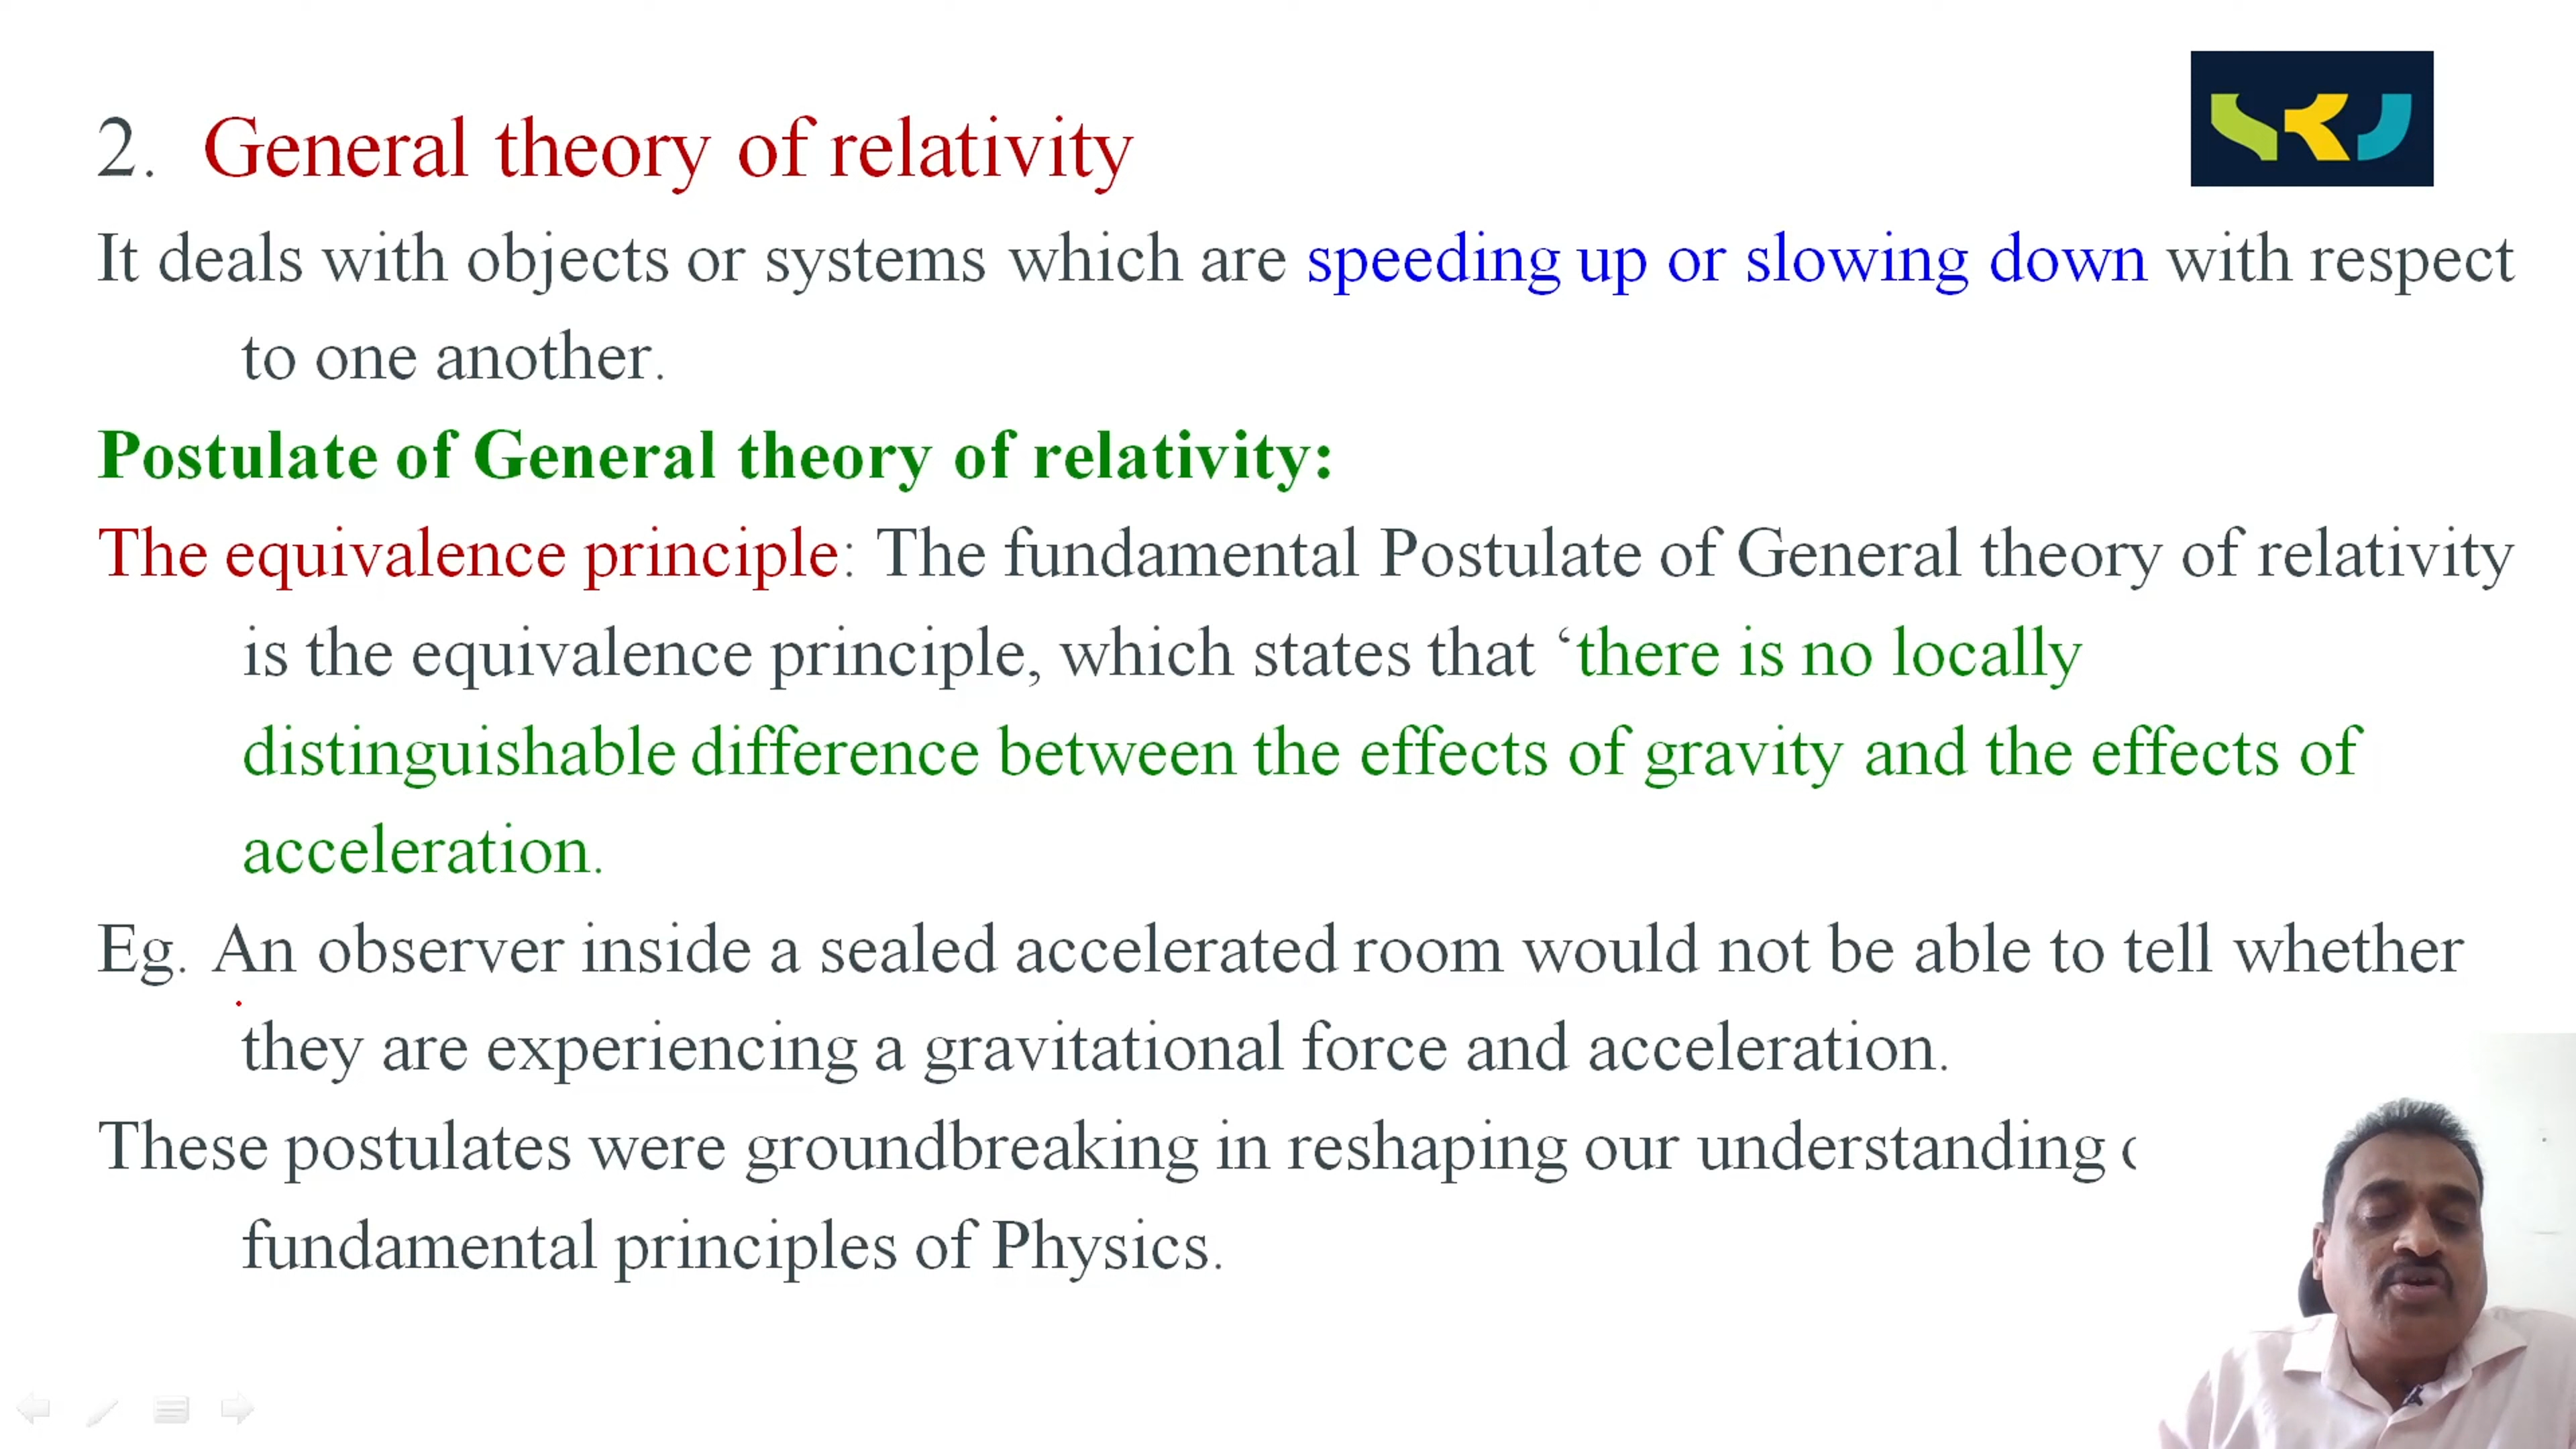 SRJ
2. General theory of relativity
It deals with objects or systems which are speeding up or slowing down with respect
to one another.
Postulate of General theory of relativity:
The equivalence principle: The fundamental Postulate of General theory of relativity
is the equivalence principle, which states that ‘there is no locally
distinguishable difference between the effects of gravity and the effects of
acceleration.
Eg. An observer inside a sealed accelerated room would not be able to tell whether
they are experiencing a gravitational force and acceleration.
These postulates were groundbreaking in reshaping our understanding
fundamental principles of Physics.